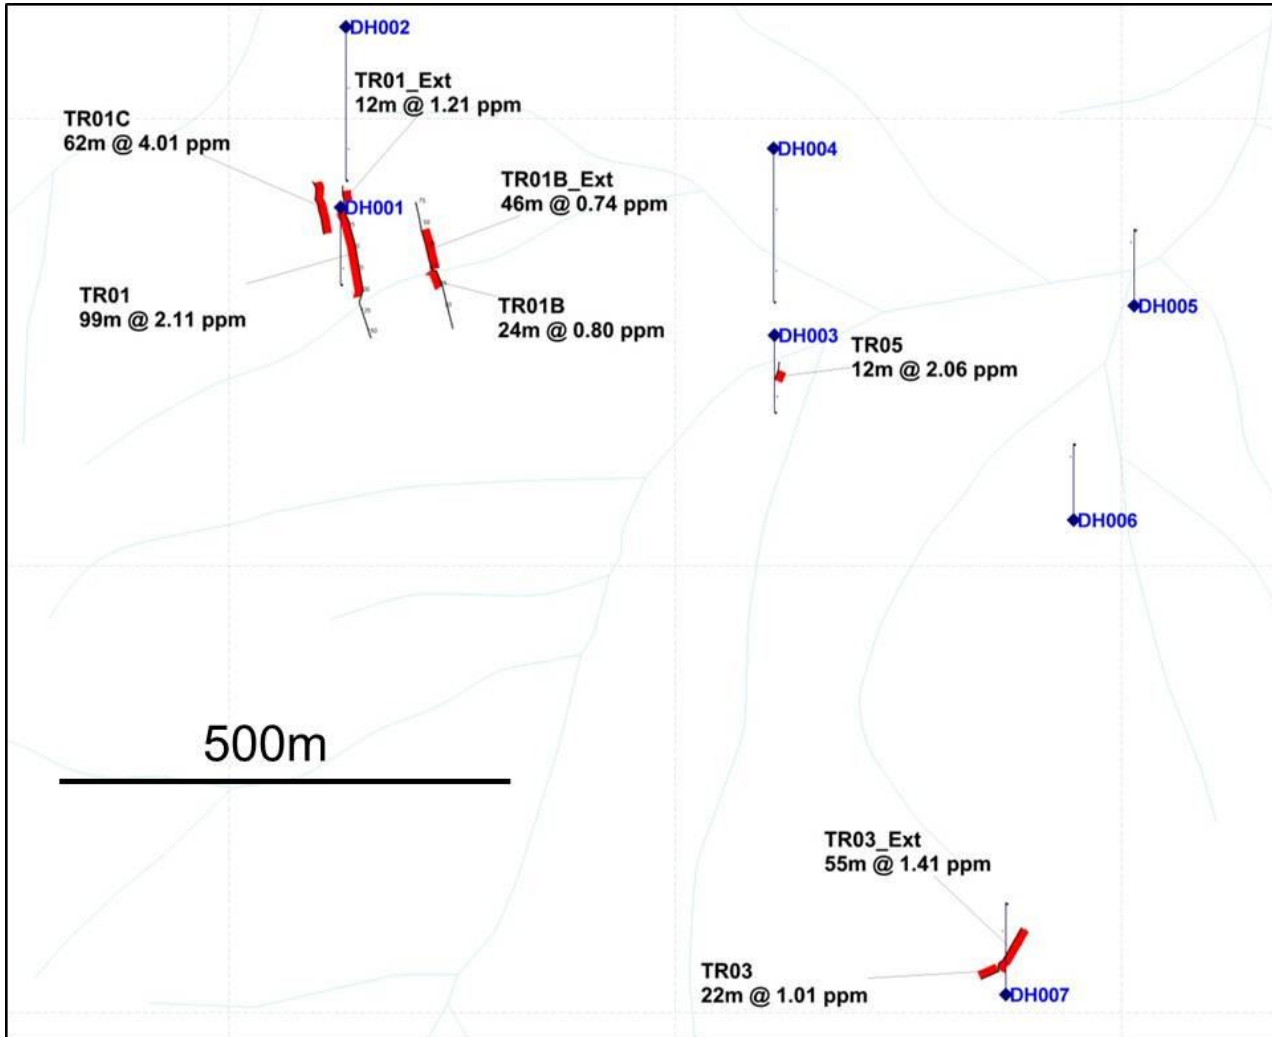 DH002
TR01_Ext
12m @ 1.21 ppm
TR01C
62m @ 4.01 ppm
DH004
TR01B_Ext
46m @ 0.74 ppm
DH001
TR01
99m @ 2.11 ppm
TR01B
24m @ 0.80 ppm
DH005
DH003
TR05
12m @ 2.06 ppm
DH006
500m
TR03_Ext
55m @ 1.41 ppm
TR03
22m @ 1.01 ppm
DH007